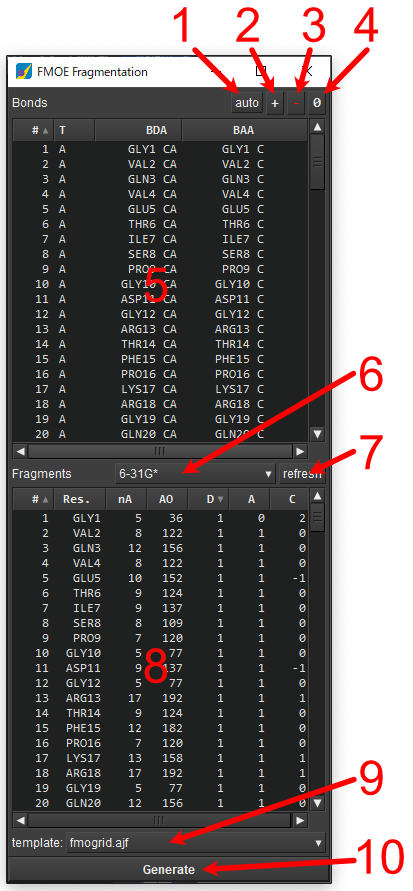 1 2 3 4
FMOE Fragmentation
Bonds auto + - 0
# T BDA BAA
1 A GLY1 CA GLY1 C
2 A VAL2 CA VAL2 C
3 A GLN3 CA GLN3 C
4 A VAL4 CA VAL4 C
5 A GLU5 CA GLU5 C
6 A THR6 CA THR6 C
7 A ILE7 CA ILE7 C
8 A SER8 CA SER8 C
9 A PRO9 CA PRO9 C
10 A GLY10 CA GLY10 C
5
11 A ASP11 CA ASP11 C
12 A GLY12 CA GLY12 C
13 A ARG13 CA ARG13 C
14 A THR14 CA THR14 C
15 A PHE15 CA PHE15 C
16 A PRO16 CA PRO16 C
17 A LYS17 CA LYS17 C
6
18 A ARG18 CA ARG18 C
19 A GLY19 CA GLY19 C
20 A GLN20 CA GLN20 C
7
Fragments 6-31G* refresh
# Res. nA AO D A C
1 GLY1 5 36 1 0 2
2 VAL2 8 122 1 1 0
3 GLN3 12 156 1 1 0
4 VAL4 8 122 1 1 0
5 GLU5 10 152 1 1 -1
6 THR6 9 124 1 1 0
7 ILE7 9 137 1 1 0
8 SER8 8 109 1 1 0
9 PRO9 7 120 1 1 0
10 GLY10 5 77 1 1 0
8
11 ASP11 9 137 1 1 -1
12 GLY12 5 77 1 1 0
13 ARG13 17 192 1 1 1
14 THR14 9 124 1 1 0
15 PHE15 12 182 1 1 0
16 PRO16 7 120 1 1 0
17 LYS17 13 158 1 1 1
18 ARG18 17 192 1 1 1
9
19 GLY19 5 77 1 1 0
20 GLN20 12 156 1 1 0
template: fmogrid.ajf
10
Generate